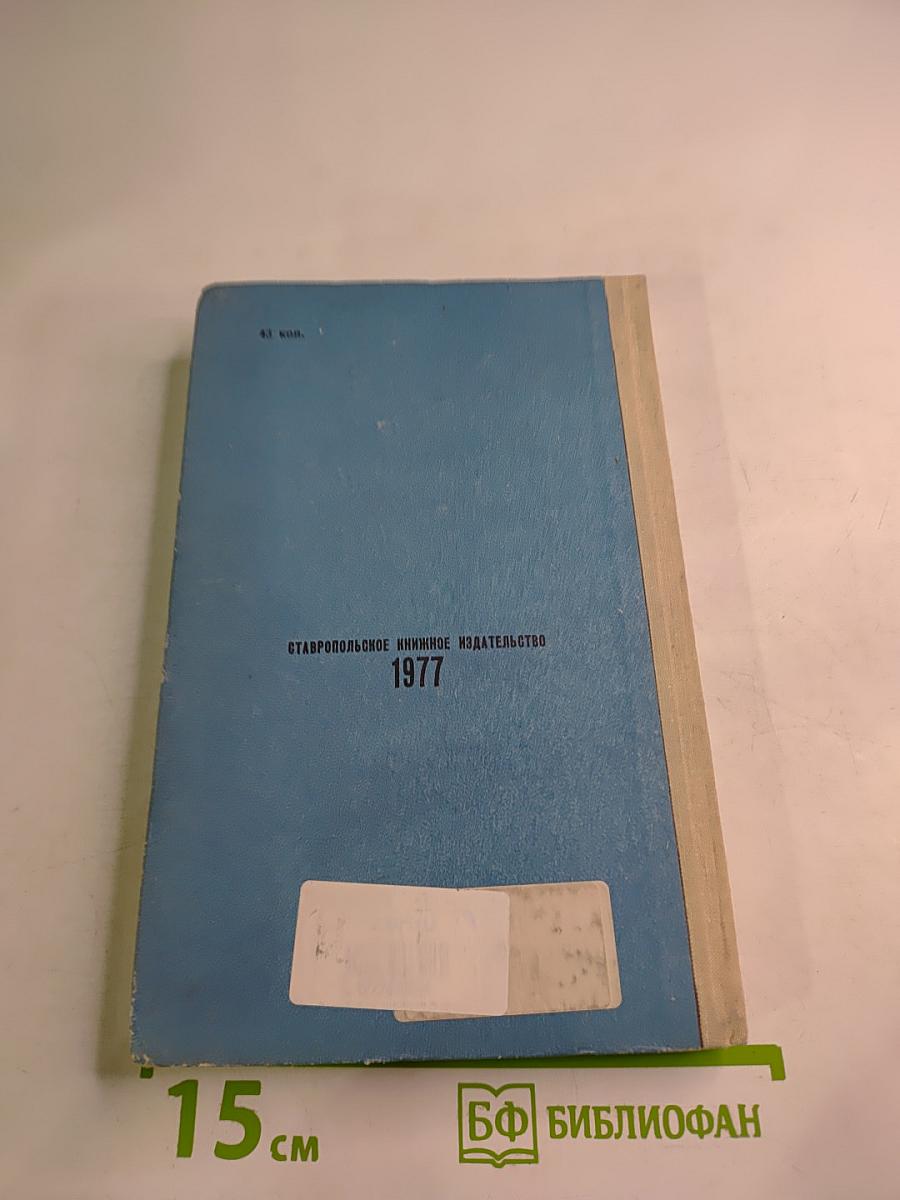 43 коп.
СТАВРОПОЛЬСКОЕ КНИЖНОЕ ИЗДАТЕЛЬСТВО
1977
15 см
БФ БИБЛИОФАН